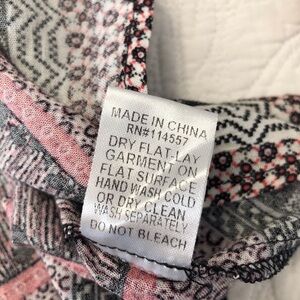 MADE IN CHINA
RN#114557
DRY FLAT-LAY
GARMENT ON
FLAT SURFACE
HAND WASH COLD
OR DRY CLEAN
WASH SEPARATELY
DO NOT BLEACH